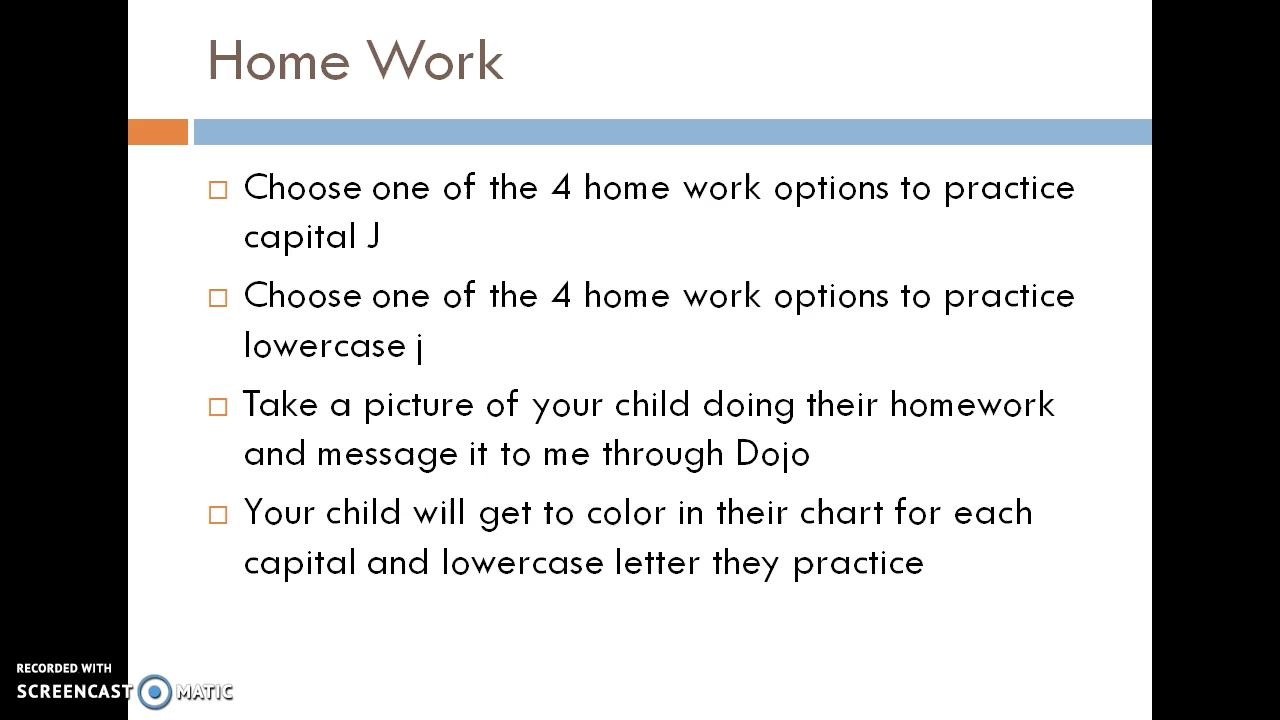 Home Work
Choose one of the 4 home work options to practice
capital J
Choose one of the 4 home work options to practice
lowercase j
Take a picture of your child doing their homework
and message it to me through Dojo
Your child will get to color in their chart for each
capital and lowercase letter they practice
RECORDED WITH
SCREENCAST MATIC